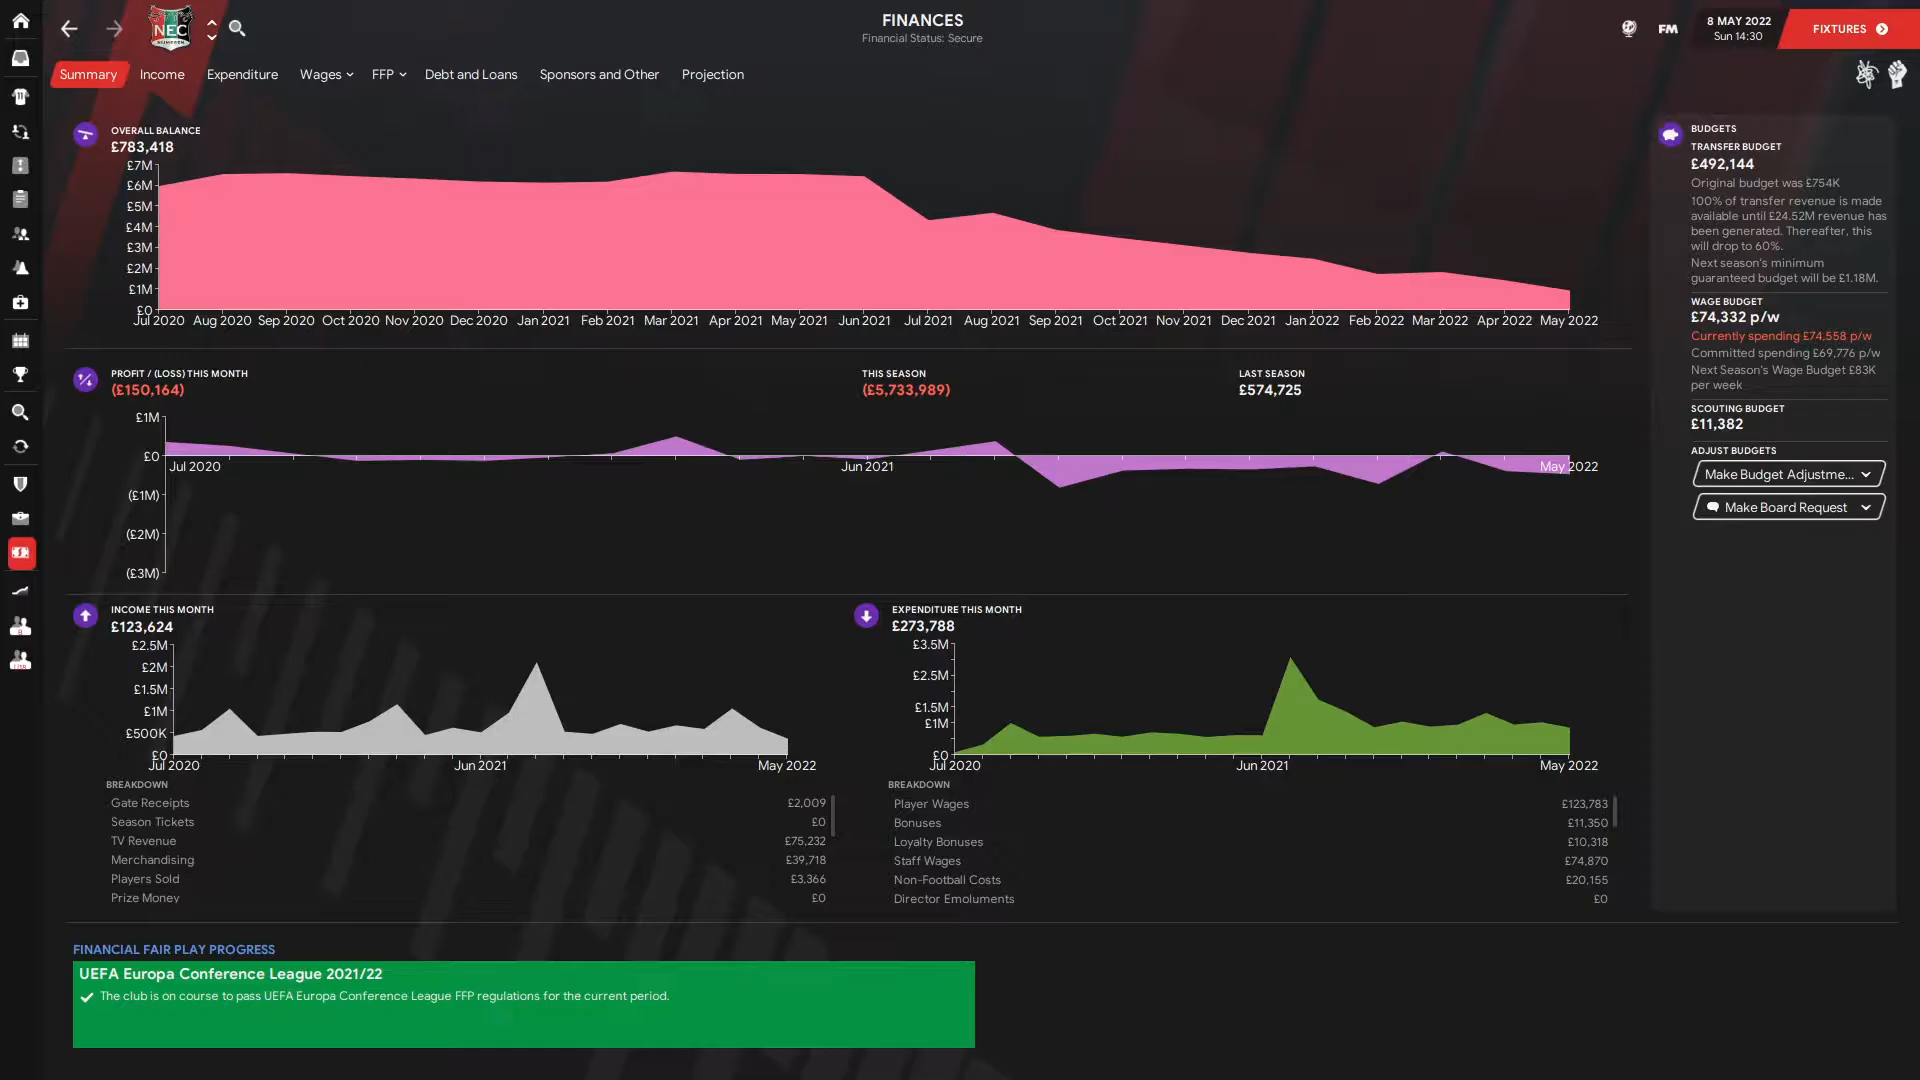 NEC
NIJMEGEN
FINANCES
Financial Status: Secure
FM
8 MAY 2022
Sun 14:30
FIXTURES
Summary
Income
Expenditure
Wages
FFP
Debt and Loans
Sponsors and Other
Projection
OVERALL BALANCE
£783,418
£7M
£6M
£5M
£4M
£3M
£2M
£1M
£0
Jul 2020 Aug 2020 Sep 2020 Oct 2020 Nov 2020 Dec 2020 Jan 2021 Feb 2021 Mar 2021 Apr 2021 May 2021 Jun 2021 Jul 2021 Aug 2021 Sep 2021 Oct 2021 Nov 2021 Dec 2021 Jan 2022 Feb 2022 Mar 2022 Apr 2022 May 2022
PROFIT / (LOSS) THIS MONTH
(£150,164)
THIS SEASON
(£5,733,989)
LAST SEASON
£574,725
£1M
£0
(£1M)
(£2M)
(£3M)
Jul 2020 Jun 2021 May 2022
INCOME THIS MONTH
£123,624
£2.5M
£2M
£1.5M
£1M
£500K
£0
Jul 2020 Jun 2021 May 2022
BREAKDOWN
Gate Receipts £2,009
Season Tickets £0
TV Revenue £75,232
Merchandising £39,718
Players Sold £3,366
Prize Money £0
EXPENDITURE THIS MONTH
£273,788
£3.5M
£2.5M
£1.5M
£1M
£0
Jul 2020 Jun 2021 May 2022
BREAKDOWN
Player Wages £123,783
Bonuses £11,350
Loyalty Bonuses £10,318
Staff Wages £74,870
Non-Football Costs £20,155
Director Emoluments £0
BUDGETS
TRANSFER BUDGET
£492,144
Original budget was £754K
100% of transfer revenue is made
available until £24.52M revenue has
been generated. Thereafter, this
will drop to 60%.
Next season's minimum
guaranteed budget will be £1.18M.
WAGE BUDGET
£74,332 p/w
Currently spending £74,558 p/w
Committed spending £69,776 p/w
Next Season's Wage Budget £83K
per week
SCOUTING BUDGET
£11,382
ADJUST BUDGETS
Make Budget Adjustme...
Make Board Request
FINANCIAL FAIR PLAY PROGRESS
UEFA Europa Conference League 2021/22
The club is on course to pass UEFA Europa Conference League FFP regulations for the current period.